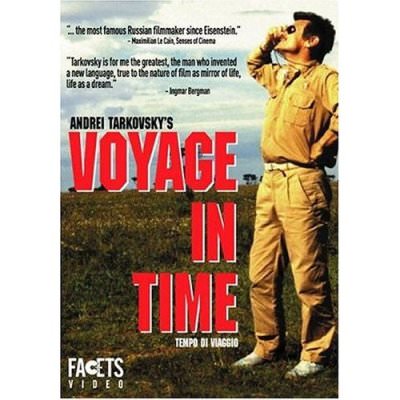 "... the most famous Russian filmmaker since Eisenstein."
- Maximilian Le Cain, Senses of Cinema
"Tarkovsky is for me the greatest, the man who invented
a new language, true to the nature of film as mirror of life,
life as a dream."
- Ingmar Bergman
ANDREI TARKOVSKY'S
VOYAGE
IN
TIME
TEMPO DI VIAGGIO
FACETS
VIDEO